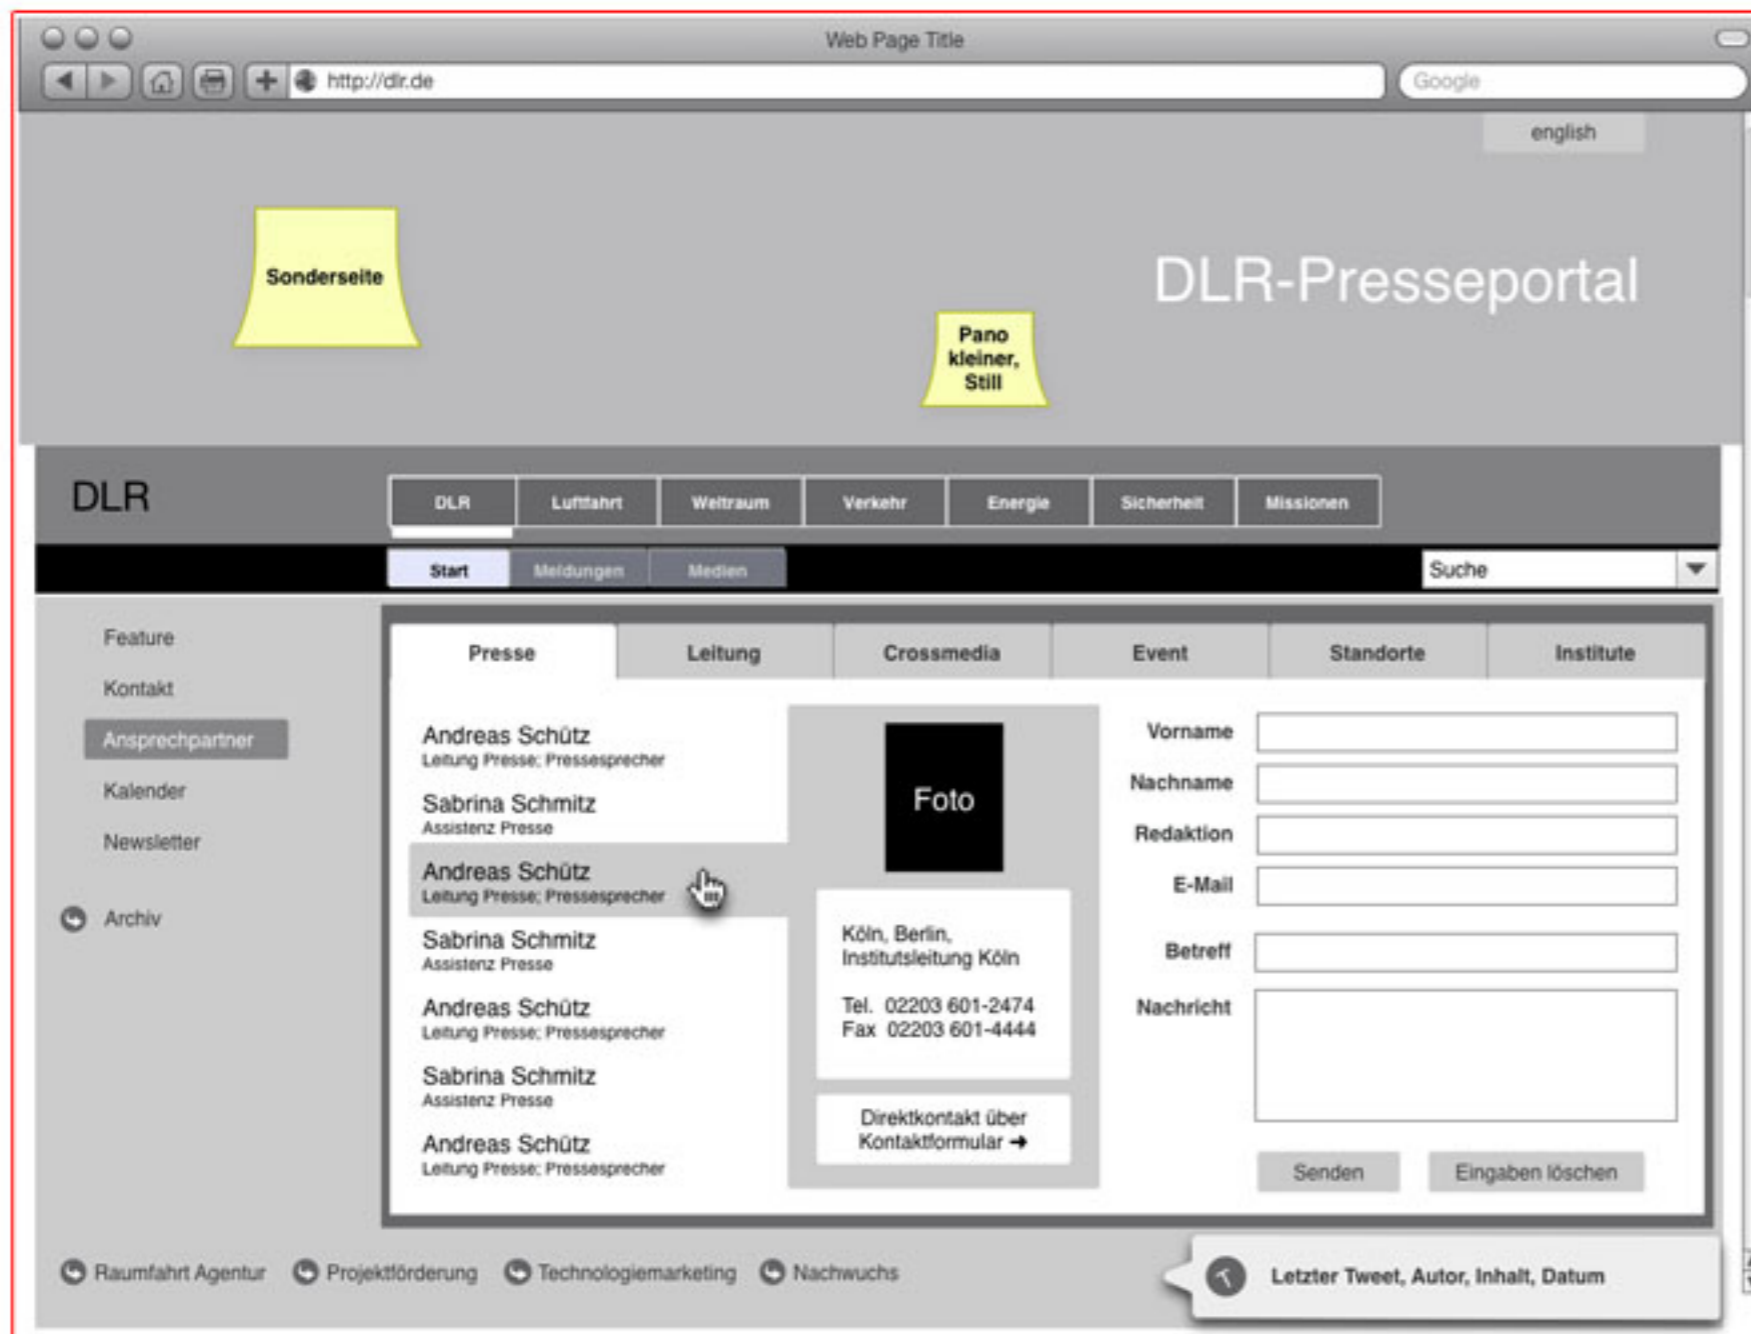 Web Page Title
http://dlr.de
Google
english
Sonderseite
DLR-Presseportal
Pano
kleiner,
Still
DLR
DLR Luftfahrt Weltraum Verkehr Energie Sicherheit Missionen
Start Meldungen Medien
Suche
Feature
Kontakt
Ansprechpartner
Kalender
Newsletter
Archiv
Presse Leitung Crossmedia Event Standorte Institute
Andreas Schütz
Leitung Presse; Pressesprecher
Sabrina Schmitz
Assistenz Presse
Andreas Schütz
Leitung Presse; Pressesprecher
Sabrina Schmitz
Assistenz Presse
Andreas Schütz
Leitung Presse; Pressesprecher
Sabrina Schmitz
Assistenz Presse
Andreas Schütz
Leitung Presse; Pressesprecher
Foto
Köln, Berlin,
Institutsleitung Köln
Tel. 02203 601-2474
Fax 02203 601-4444
Direktkontakt über
Kontaktformular ➔
Vorname
Nachname
Redaktion
E-Mail
Betreff
Nachricht
Senden Eingaben löschen
Raumfahrt Agentur Projektförderung Technologiemarketing Nachwuchs
Letzter Tweet, Autor, Inhalt, Datum